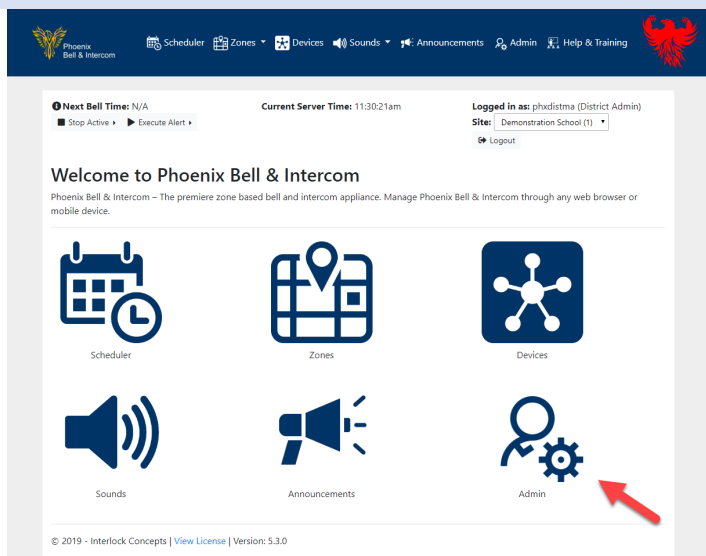 Phoenix
Bell & Intercom
Scheduler Zones Devices Sounds Announcements Admin Help & Training
Next Bell Time: N/A Current Server Time: 11:30:21am Logged in as: phxdistma (District Admin)
Stop Active Execute Alert Site: Demonstration School (1)
Logout
Welcome to Phoenix Bell & Intercom
Phoenix Bell & Intercom – The premiere zone based bell and intercom appliance. Manage Phoenix Bell & Intercom through any web browser or
mobile device.
Scheduler Zones Devices
Sounds Announcements Admin
© 2019 - Interlock Concepts | View License | Version: 5.3.0